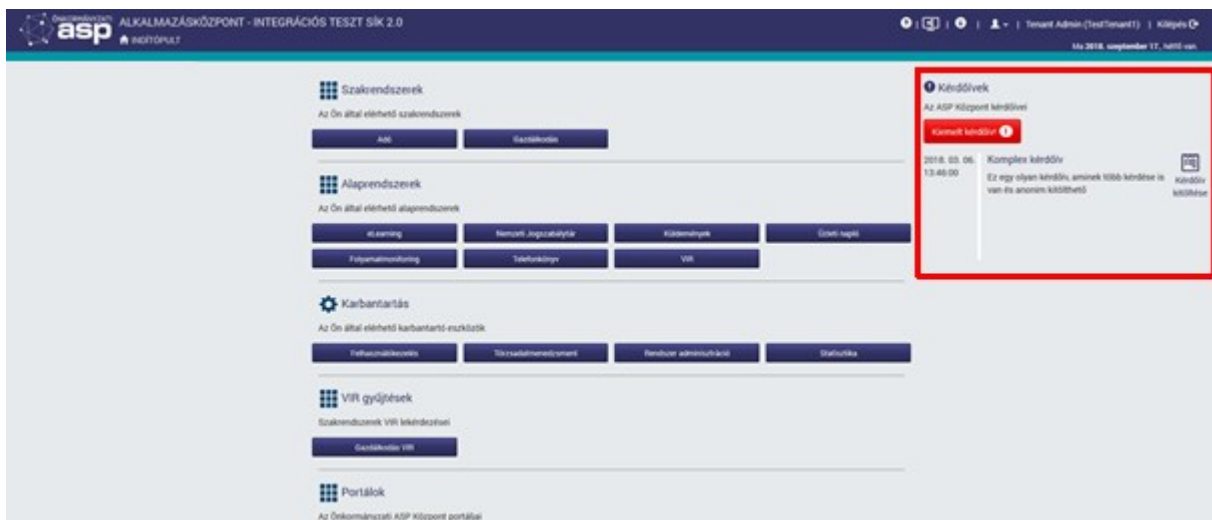 ÖNKORMÁNYZATI
asp
ALKALMAZÁSKÖZPONT - INTEGRÁCIÓS TESZT SÍK 2.0
INDÍTÓPULT
| Tenant Admin (TestTenant1) | Kilépés
Ma 2018. szeptember 17., hétfő van.
Szakrendszerek
Az Ön által elérhető szakrendszerek
Adó Gazdálkodás
Alaprendszerek
Az Ön által elérhető alaprendszerek
eLearning Nemzeti Jogszabálytár Küldemények Üzleti napló
Folyamatmonitoring Telefonkönyv VIR
Karbantartás
Az Ön által elérhető karbantartó eszközök
Felhasználókezelés Törzsadatmenedzsment Rendszer adminisztráció Statisztika
VIR gyűjtések
Szakrendszerek VIR lekérdezései
Gazdálkodás VIR
Portálok
Az Önkormányzati ASP Központ portáljai
Kérdőívek
Az ASP Központ kérdőívei
Kiemelt kérdőív!
2018. 03. 06. Komplex kérdőív
13:46:00 Ez egy olyan kérdőív, aminek több kérdése is
van és anonim kitölthető
Kérdőív
kitöltése